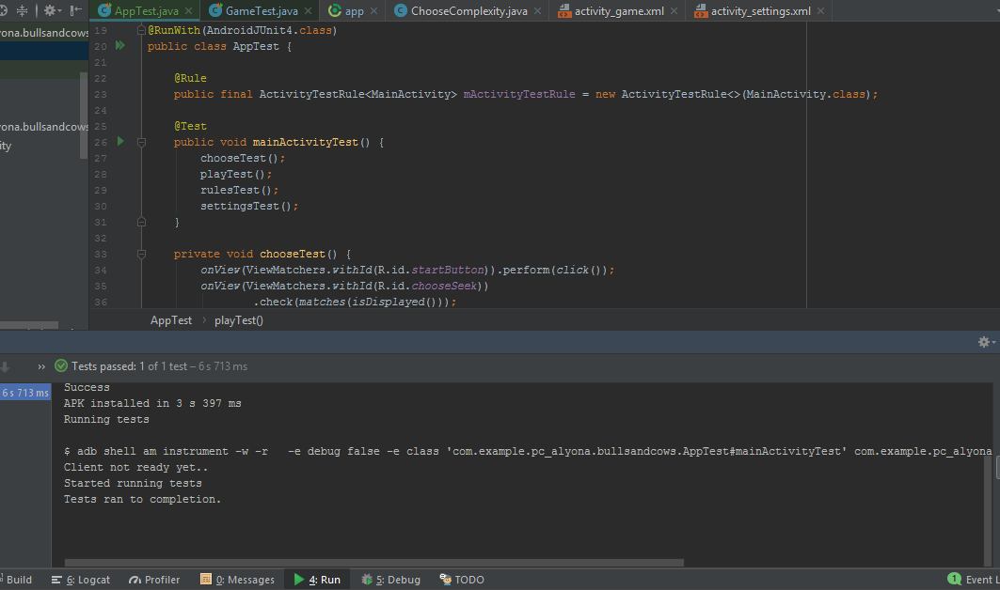 AppTest.java GameTest.java app ChooseComplexity.java activity_game.xml activity_settings.xml
yona.bullsandcows
yona.bullsandcows
ity
19 @RunWith(AndroidJUnit4.class)
20 public class AppTest {
21
22 @Rule
23 public final ActivityTestRule<MainActivity> mActivityTestRule = new ActivityTestRule<>(MainActivity.class);
24
25 @Test
26 public void mainActivityTest() {
27 chooseTest();
28 playTest();
29 rulesTest();
30 settingsTest();
31 }
32
33 private void chooseTest() {
34 onView(ViewMatchers.withId(R.id.startButton)).perform(click());
35 onView(ViewMatchers.withId(R.id.chooseSeek))
36 .check(matches(isDisplayed()));
AppTest › playTest()
›› Tests passed: 1 of 1 test – 6 s 713 ms
6 s 713 ms
Success
APK installed in 3 s 397 ms
Running tests
$ adb shell am instrument -w -r -e debug false -e class 'com.example.pc_alyona.bullsandcows.AppTest#mainActivityTest' com.example.pc_alyona
Client not ready yet..
Started running tests
Tests ran to completion.
Build 6: Logcat Profiler 0: Messages 4: Run 5: Debug TODO 1 Event L